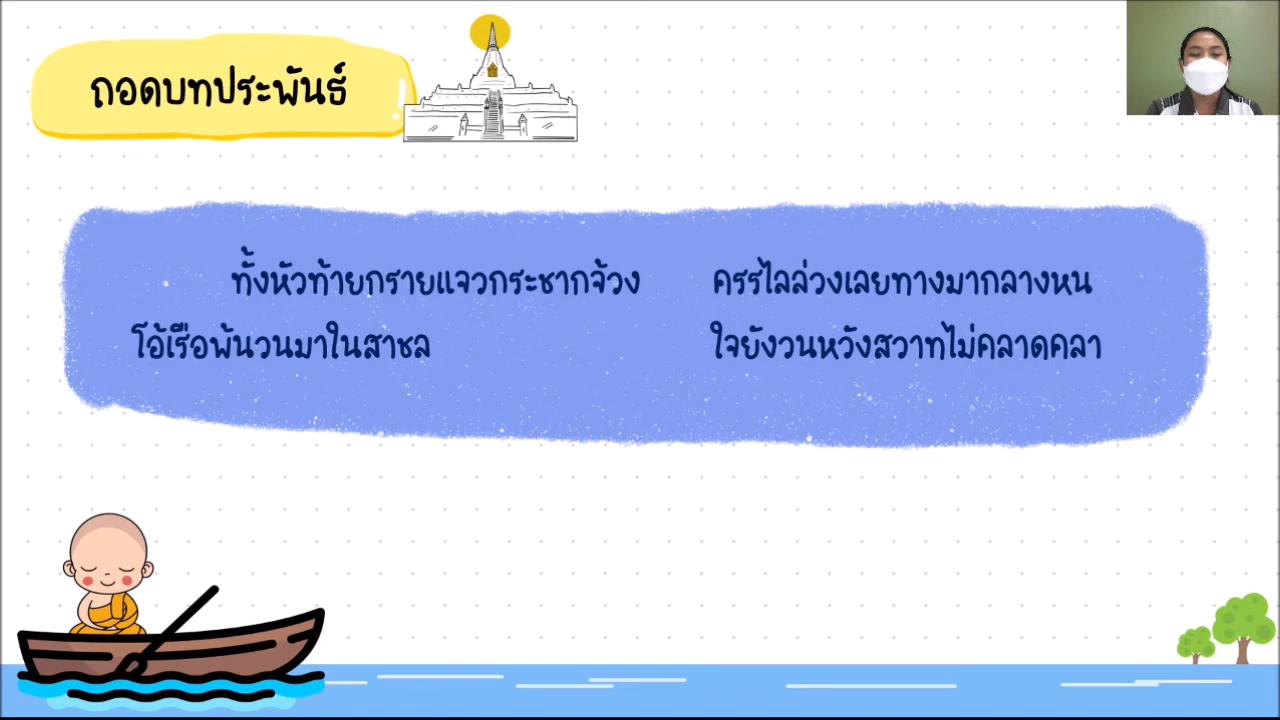 ถอดบทประพันธ์
ทั้งหัวท้ายกรายแจวกระชากจ้วง ครรไลล่วงเลยทางมากลางหน
โอ้เรือพ้นวนมาในสาชล ใจยังวนหวังสวาทไม่คลาดคลา